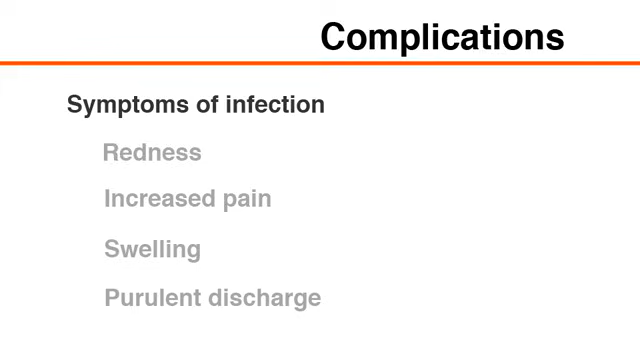 Complications
Symptoms of infection
Redness
Increased pain
Swelling
Purulent discharge